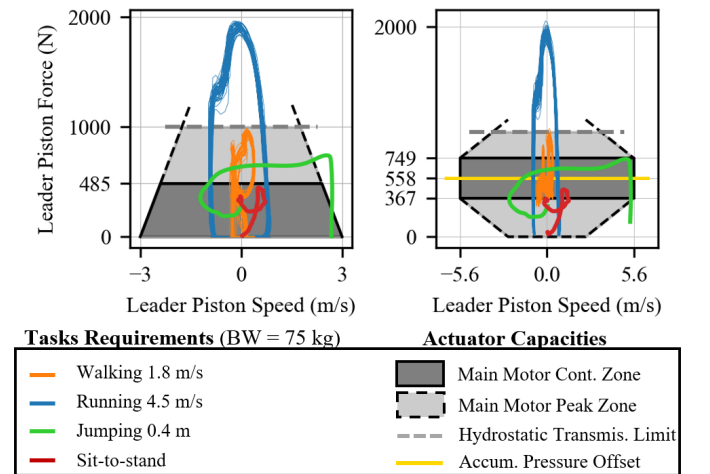 Leader Piston Force (N)
2000
1000
485
0
−3
0
3
Leader Piston Speed (m/s)
2000
749
558
367
0
−5.6
0.0
5.6
Leader Piston Speed (m/s)
Tasks Requirements (BW = 75 kg)
Walking 1.8 m/s
Running 4.5 m/s
Jumping 0.4 m
Sit-to-stand
Actuator Capacities
Main Motor Cont. Zone
Main Motor Peak Zone
Hydrostatic Transmis. Limit
Accum. Pressure Offset